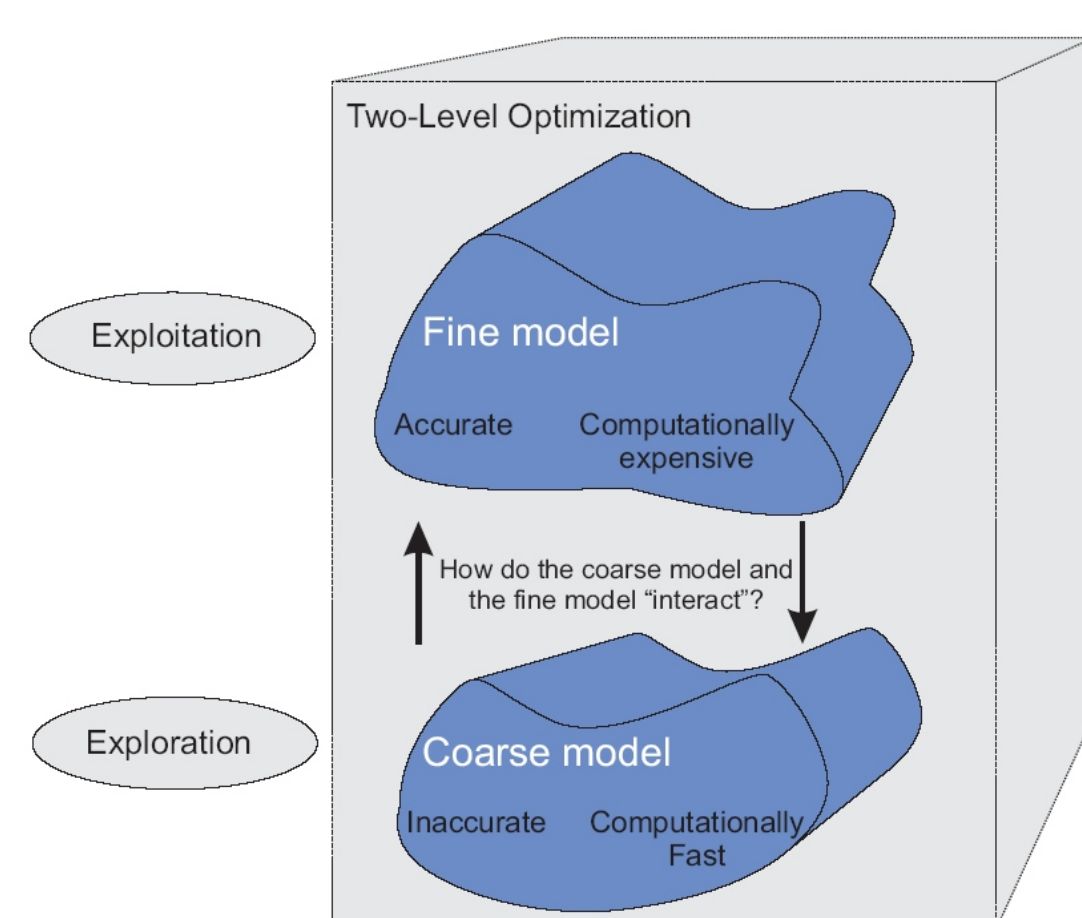 Two-Level Optimization
Exploitation
Fine model
Accurate
Computationally
expensive
How do the coarse model and
the fine model “interact”?
Exploration
Coarse model
Inaccurate
Computationally
Fast